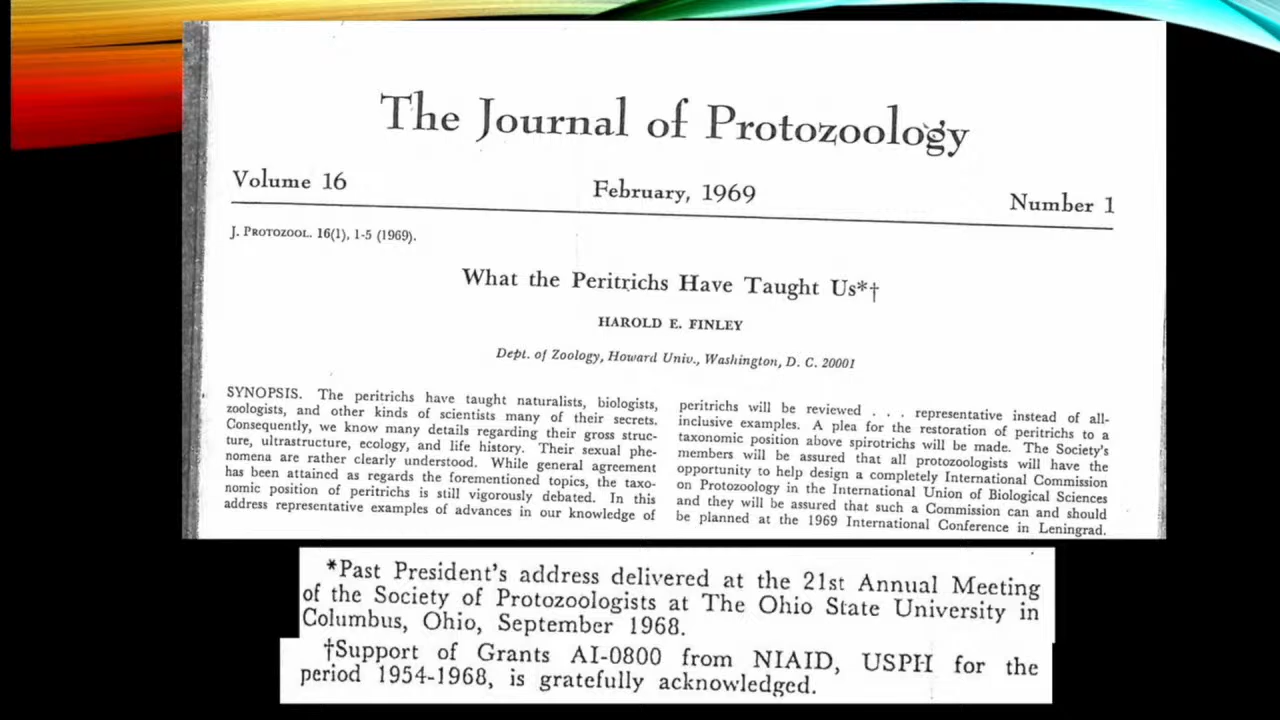 The Journal of Protozoology
Volume 16 February, 1969 Number 1
J. PROTOZOOL. 16(1), 1-5 (1969).
What the Peritrichs Have Taught Us*†
HAROLD E. FINLEY
Dept. of Zoology, Howard Univ., Washington, D. C. 20001
SYNOPSIS. The peritrichs have taught naturalists, biologists,
zoologists, and other kinds of scientists many of their secrets.
Consequently, we know many details regarding their gross struc-
ture, ultrastructure, ecology, and life history. Their sexual phe-
nomena are rather clearly understood. While general agreement
has been attained as regards the forementioned topics, the taxo-
nomic position of peritrichs is still vigorously debated. In this
address representative examples of advances in our knowledge of
peritrichs will be reviewed . . . representative instead of all-
inclusive examples. A plea for the restoration of peritrichs to a
taxonomic position above spirotrichs will be made. The Society's
members will be assured that all protozoologists will have the
opportunity to help design a completely International Commission
on Protozoology in the International Union of Biological Sciences
and they will be assured that such a Commission can and should
be planned at the 1969 International Conference in Leningrad.
*Past President's address delivered at the 21st Annual Meeting
of the Society of Protozoologists at The Ohio State University in
Columbus, Ohio, September 1968.
†Support of Grants AI-0800 from NIAID, USPH for the
period 1954-1968, is gratefully acknowledged.